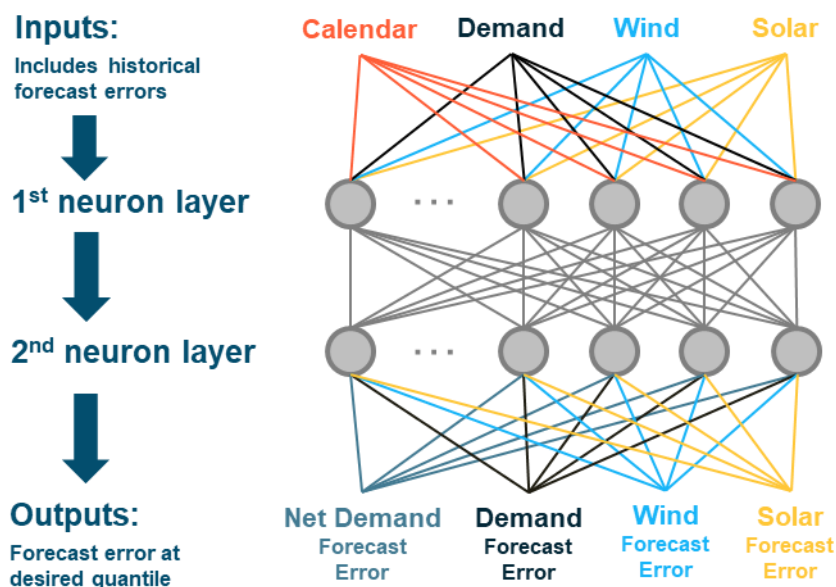 Inputs:
Includes historical
forecast errors
Calendar
Demand
Wind
Solar
1st neuron layer
...
2nd neuron layer
...
Outputs:
Forecast error at
desired quantile
Net Demand
Forecast
Error
Demand
Forecast
Error
Wind
Forecast
Error
Solar
Forecast
Error